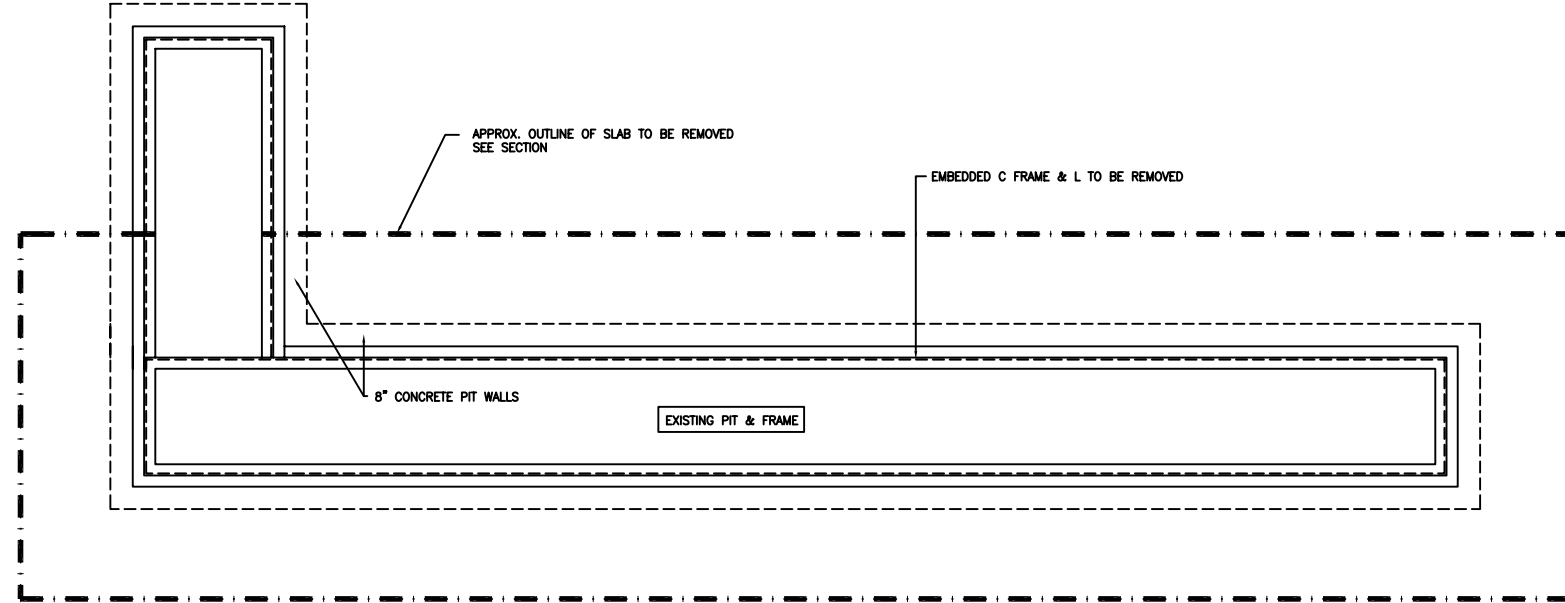 APPROX. OUTLINE OF SLAB TO BE REMOVED
SEE SECTION
EMBEDDED C FRAME & L TO BE REMOVED
8" CONCRETE PIT WALLS
EXISTING PIT & FRAME